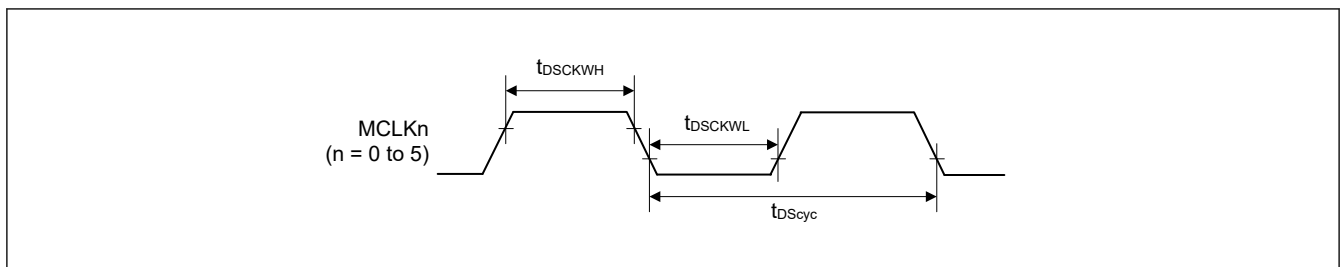 tDSCKWH
MCLKn
(n = 0 to 5)
tDSCKWL
tDScyc